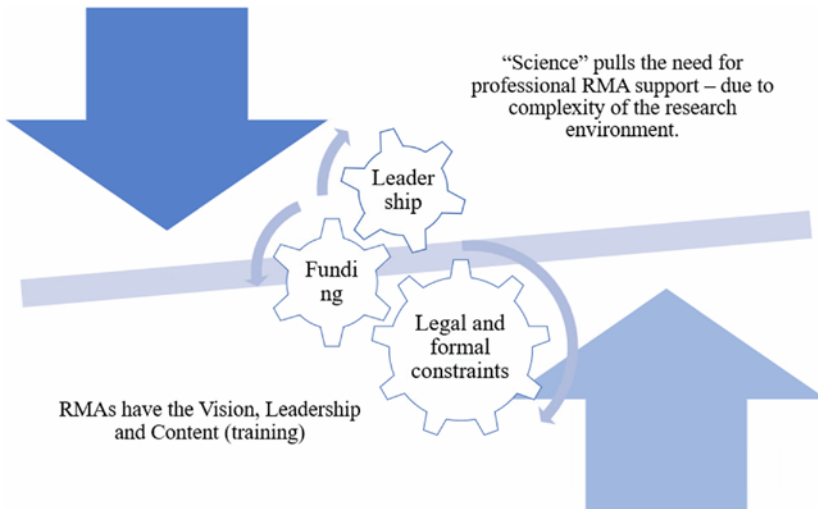 “Science” pulls the need for
professional RMA support – due to
complexity of the research
environment.
Leader
ship
Fundi
ng
Legal and
formal
constraints
RMAs have the Vision, Leadership
and Content (training)